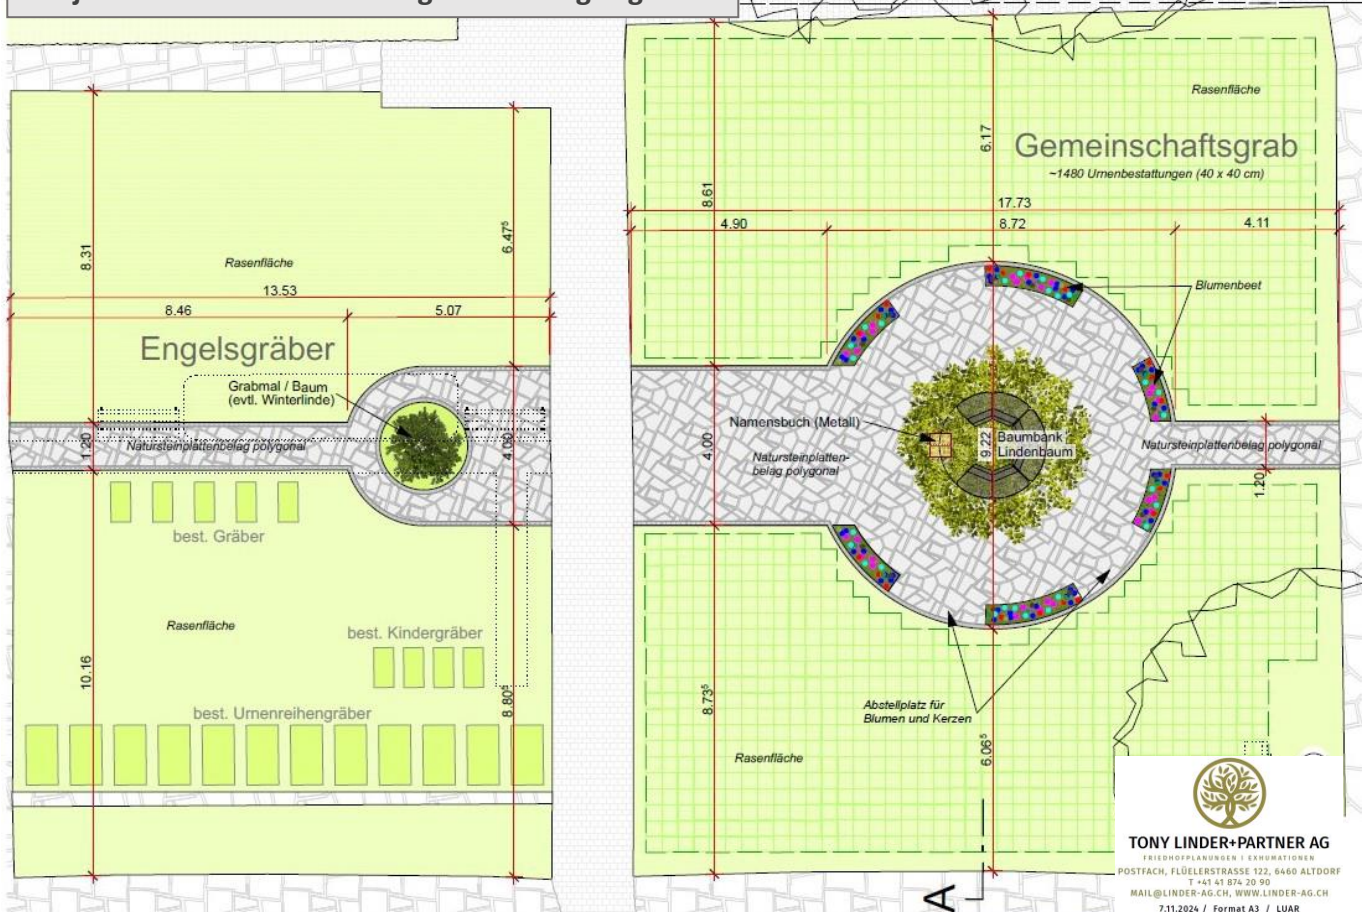 Rasenfläche
Gemeinschaftsgrab
~1480 Urnenbestattungen (40 x 40 cm)
6.17
8.61
17.73
4.90
8.72
4.11
8.31
6.47⁵
Rasenfläche
13.53
8.46
5.07
Blumenbeet
Engelsgräber
Grabmal / Baum
(evtl. Winterlinde)
Namensbuch (Metall)
1.20
Natursteinplattenbelag polygonal
4.00
4.00
Natursteinplatten-
belag polygonal
9.22
Baumbank
Lindenbaum
Natursteinplattenbelag polygonal
1.20
best. Gräber
Rasenfläche
best. Kindergräber
10.16
8.80⁵
8.73⁵
best. Urnenreihengräber
Abstellplatz für
Blumen und Kerzen
6.06⁵
Rasenfläche
A
TONY LINDER+PARTNER AG
FRIEDHOFPLANUNGEN I EXHUMATIONEN
POSTFACH, FLÜELERSTRASSE 122, 6460 ALTDORF
T +41 41 874 20 90
MAIL@LINDER-AG.CH, WWW.LINDER-AG.CH
7.11.2024 / Format A3 / LUAR